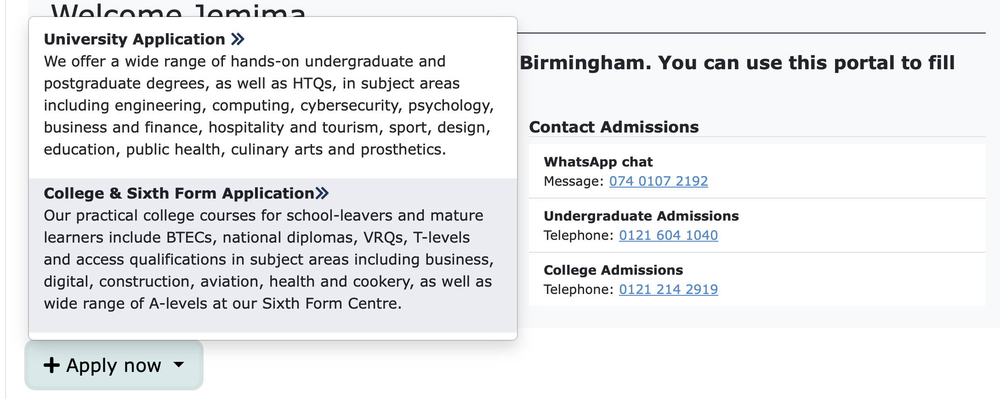 Welcome Jemima
University Application
We offer a wide range of hands-on undergraduate and
postgraduate degrees, as well as HTQs, in subject areas
including engineering, computing, cybersecurity, psychology,
business and finance, hospitality and tourism, sport, design,
education, public health, culinary arts and prosthetics.
College & Sixth Form Application
Our practical college courses for school-leavers and mature
learners include BTECs, national diplomas, VRQs, T-levels
and access qualifications in subject areas including business,
digital, construction, aviation, health and cookery, as well as
wide range of A-levels at our Sixth Form Centre.
Apply now
Birmingham. You can use this portal to fill
Contact Admissions
WhatsApp chat
Message: 074 0107 2192
Undergraduate Admissions
Telephone: 0121 604 1040
College Admissions
Telephone: 0121 214 2919